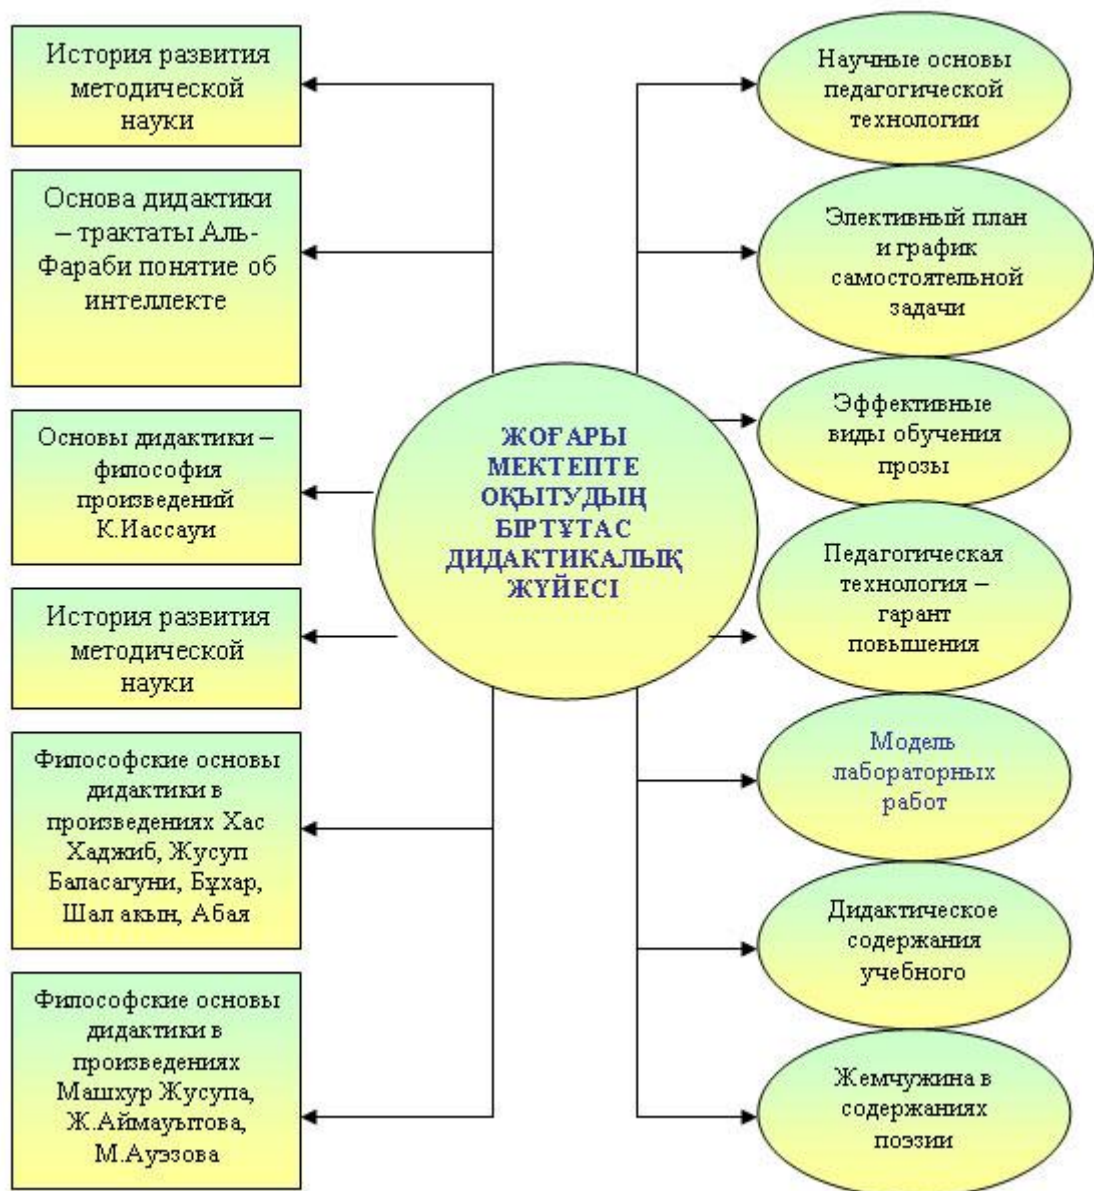 История развития
методической
науки
Основа дидактики
– трактаты Аль-
Фараби понятие об
интеллекте
Основы дидактики –
философия
произведений
К.Иассауи
История развития
методической
науки
Философские основы
дидактики в
произведениях Хас
Хаджиб, Жусуп
Баласагуни, Бұхар,
Шал акын, Абая
Философские основы
дидактики в
произведениях
Машхур Жусупа,
Ж.Аймауытова,
М.Ауэзова
ЖОҒАРЫ
МЕКТЕПТЕ
ОҚЫТУДЫҢ
БІРТҰТАС
ДИДАКТИКАЛЫҚ
ЖҮЙЕСІ
Научные основы
педагогической
технологии
Элективный план
и график
самостоятельной
задачи
Эффективные
виды обучения
прозы
Педагогическая
технология –
гарант
повышения
Модель
лабораторных
работ
Дидактическое
содержания
учебного
Жемчужина в
содержаниях
поэзии